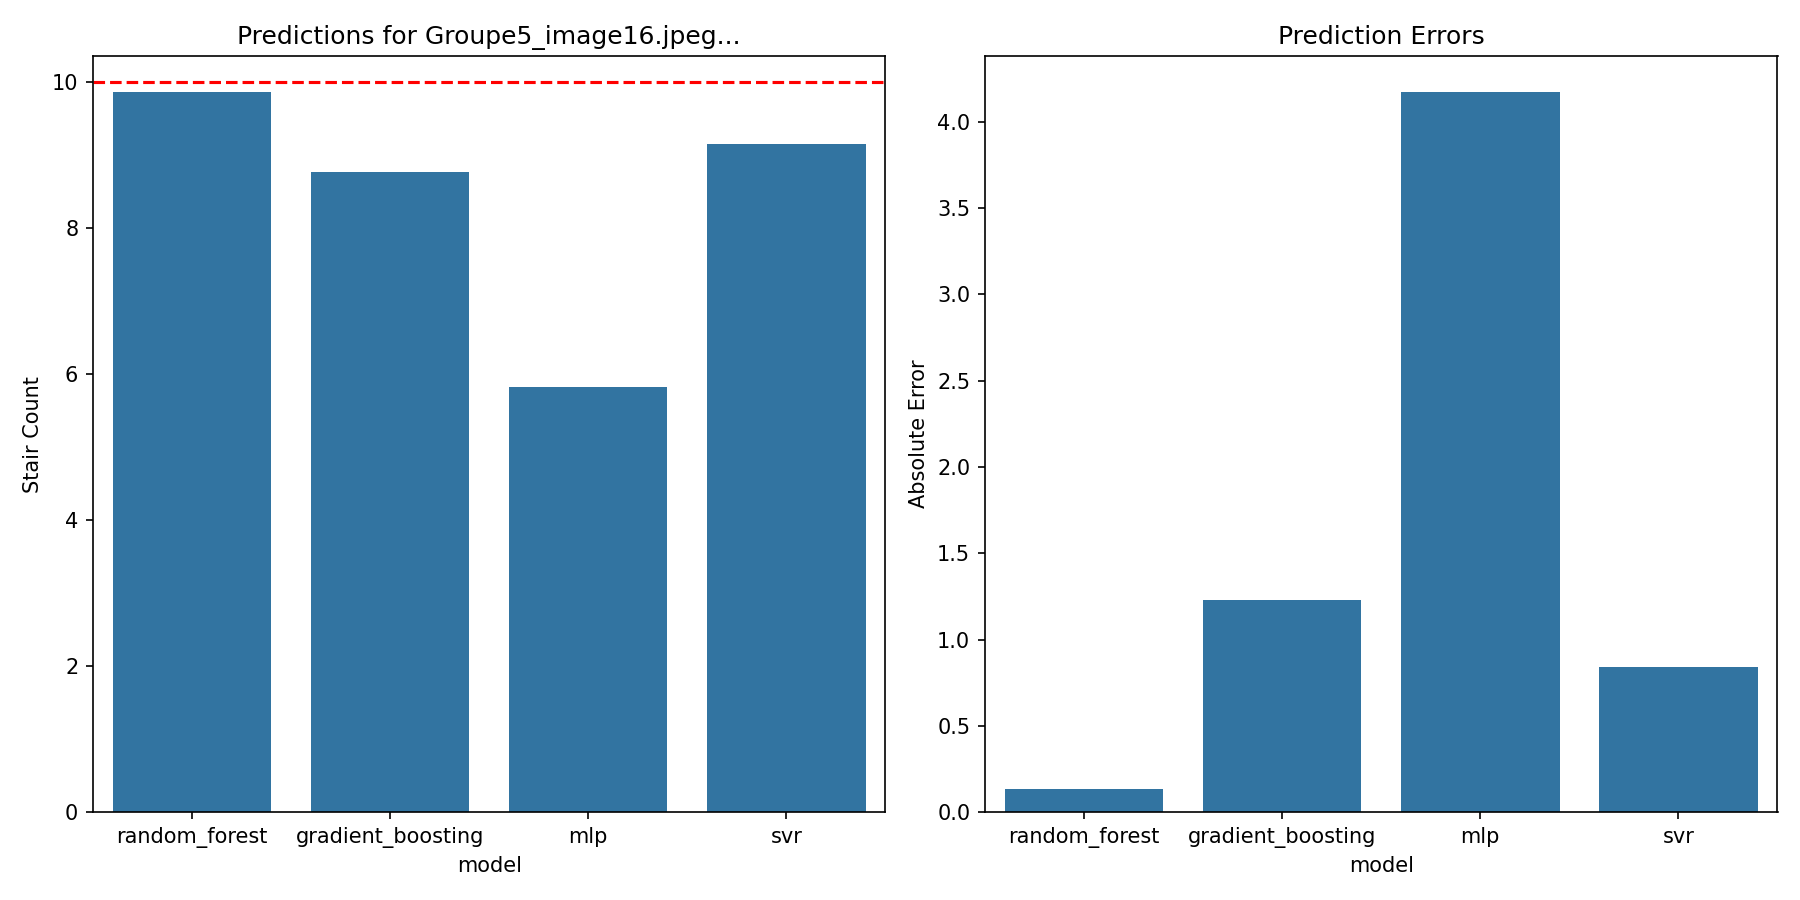 Predictions for Groupe5_image16.jpeg...
Stair Count
10
8
6
4
2
0
random_forest gradient_boosting mlp svr
model
Prediction Errors
Absolute Error
4.0
3.5
3.0
2.5
2.0
1.5
1.0
0.5
0.0
random_forest gradient_boosting mlp svr
model